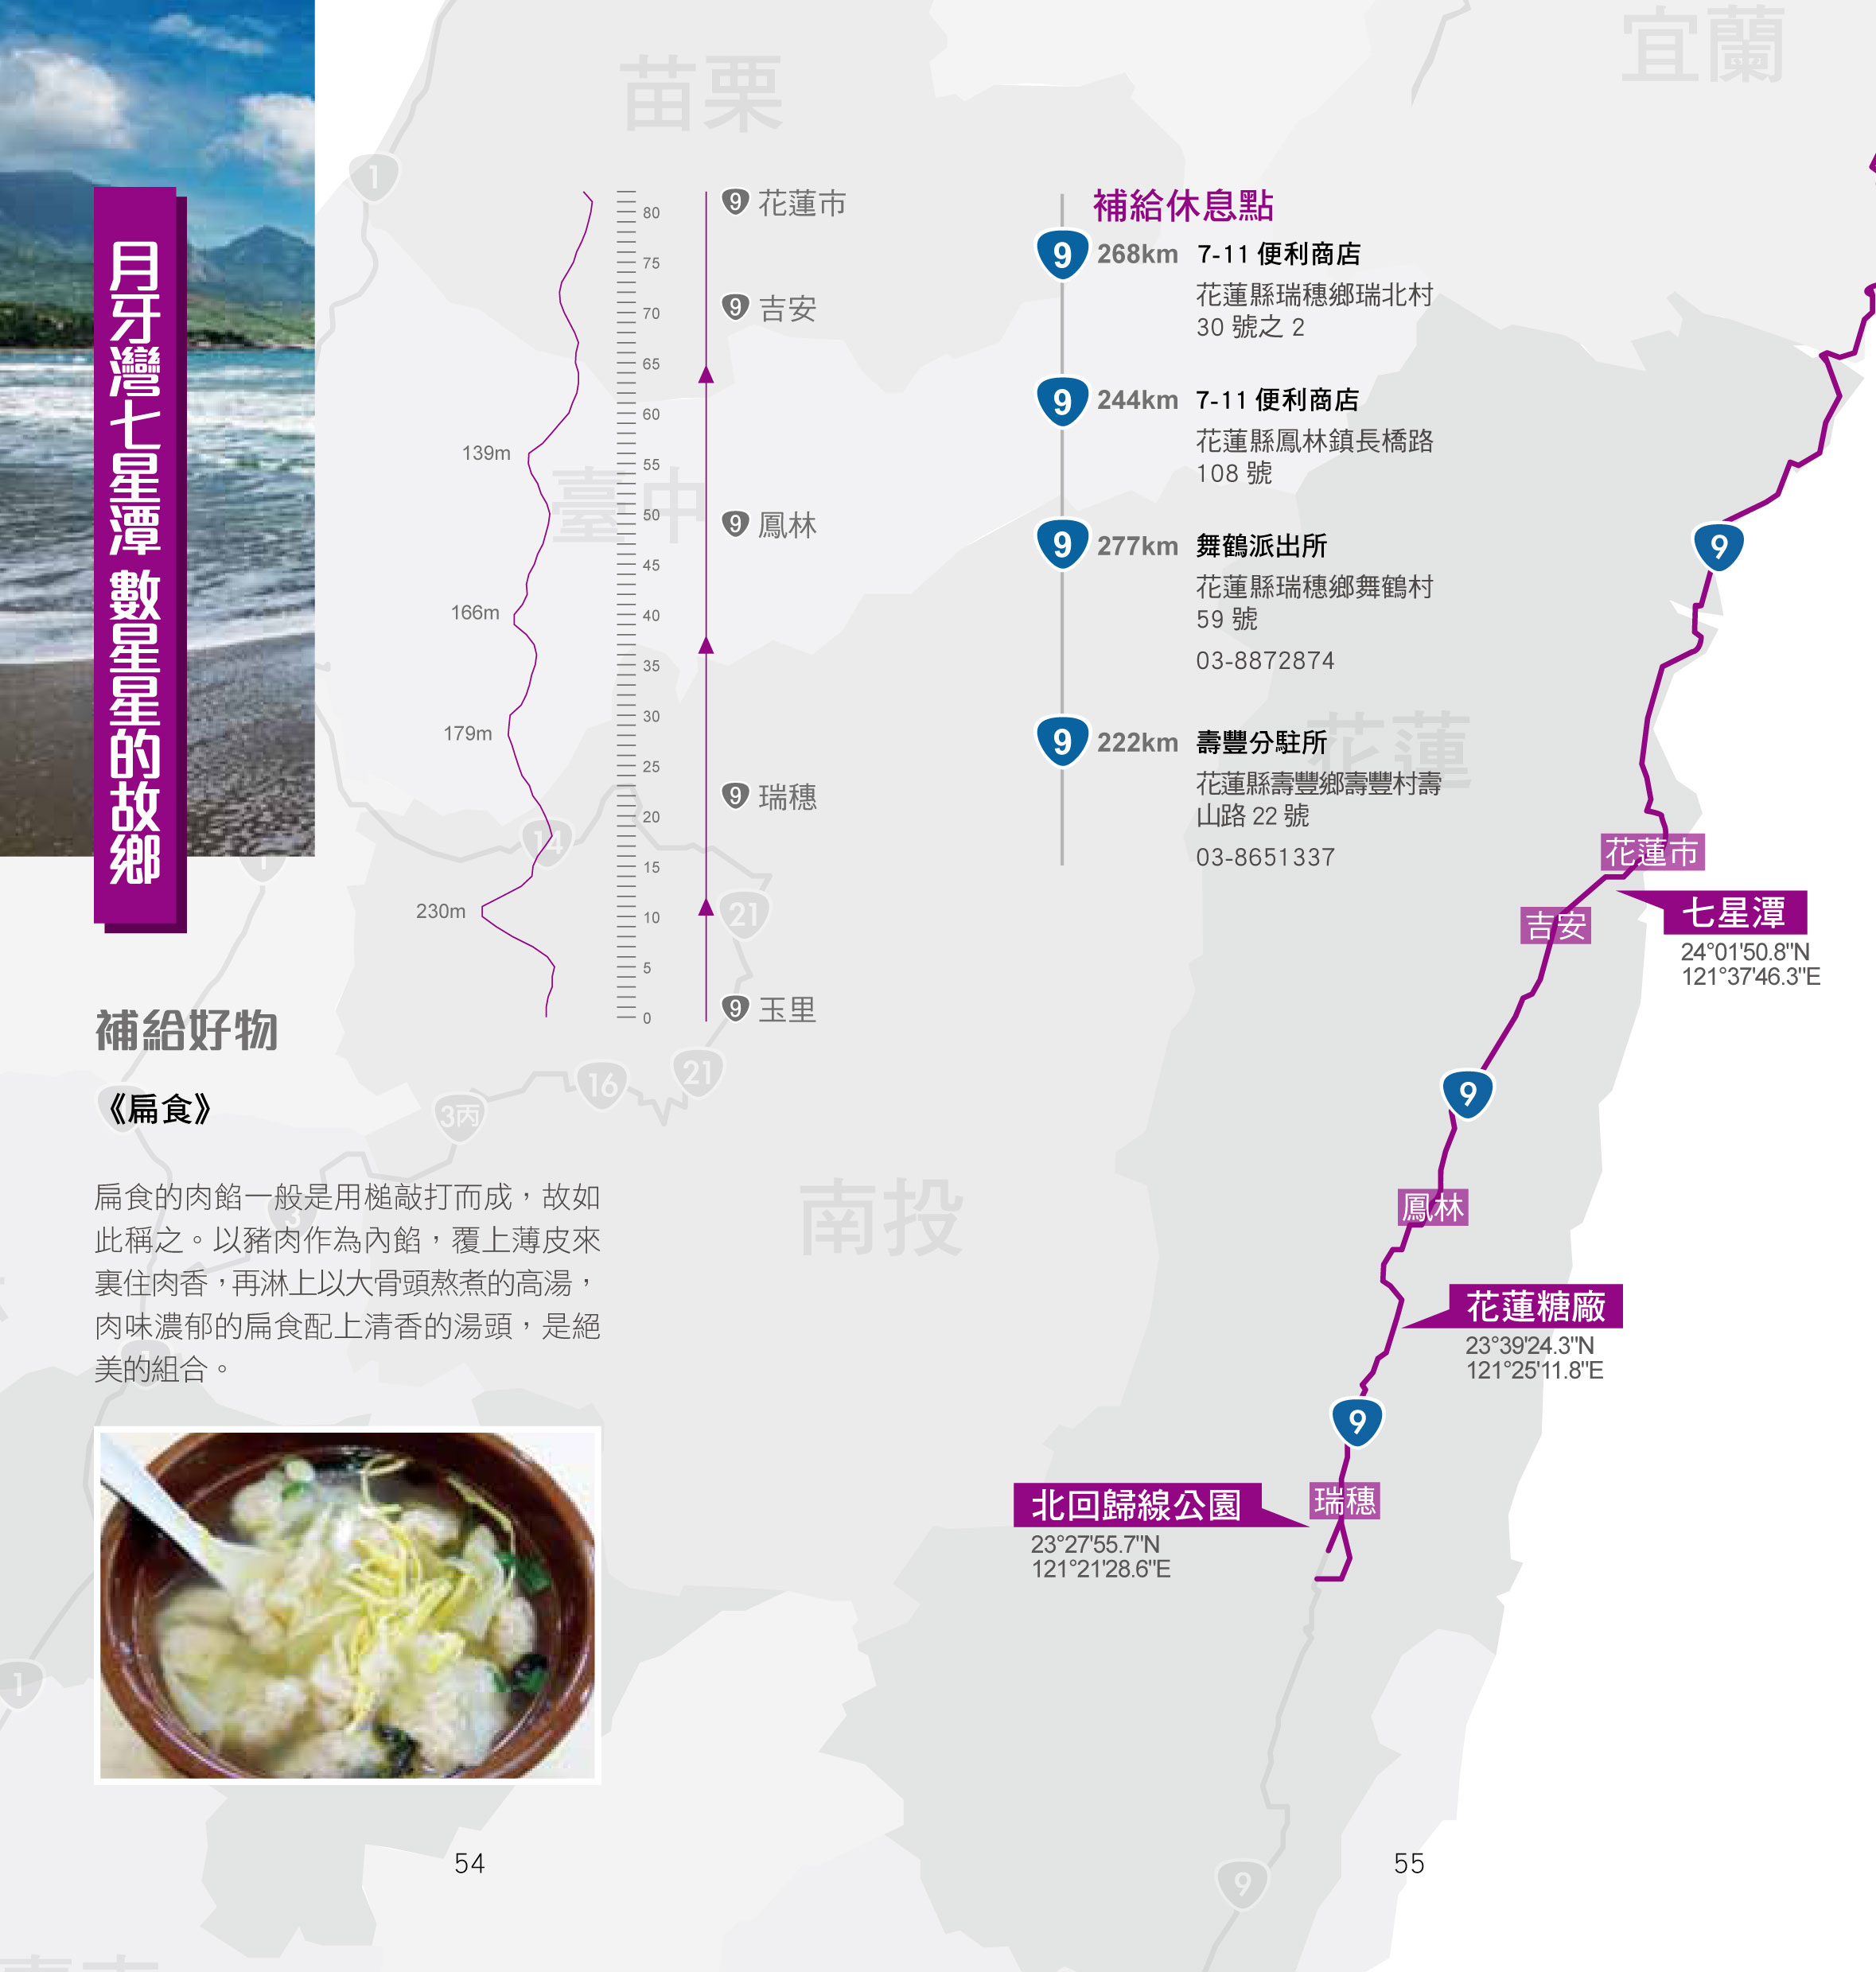 月牙灣七星潭 數星星的故鄉
補給好物
《扁食》
扁食的肉餡一般是用槌敲打而成，故如
此稱之。以豬肉作為內餡，覆上薄皮來
裹住肉香，再淋上以大骨頭熬煮的高湯，
肉味濃郁的扁食配上清香的湯頭，是絕
美的組合。
54
苗栗
宜蘭
臺中
花蓮
南投
1
1
14
21
21
16
3丙
3
1
1
9
139m
166m
179m
230m
80
75
70
65
60
55
50
45
40
35
30
25
20
15
10
5
0
9 花蓮市
9 吉安
9 鳳林
9 瑞穗
9 玉里
補給休息點
9 268km 7-11 便利商店
花蓮縣瑞穗鄉瑞北村
30 號之 2
9 244km 7-11 便利商店
花蓮縣鳳林鎮長橋路
108 號
9 277km 舞鶴派出所
花蓮縣瑞穗鄉舞鶴村
59 號
03-8872874
9 222km 壽豐分駐所
花蓮縣壽豐鄉壽豐村壽
山路 22 號
03-8651337
9
花蓮市
七星潭
24°01'50.8"N
121°37'46.3"E
吉安
9
鳳林
花蓮糖廠
23°39'24.3"N
121°25'11.8"E
9
瑞穗
北回歸線公園
23°27'55.7"N
121°21'28.6"E
55